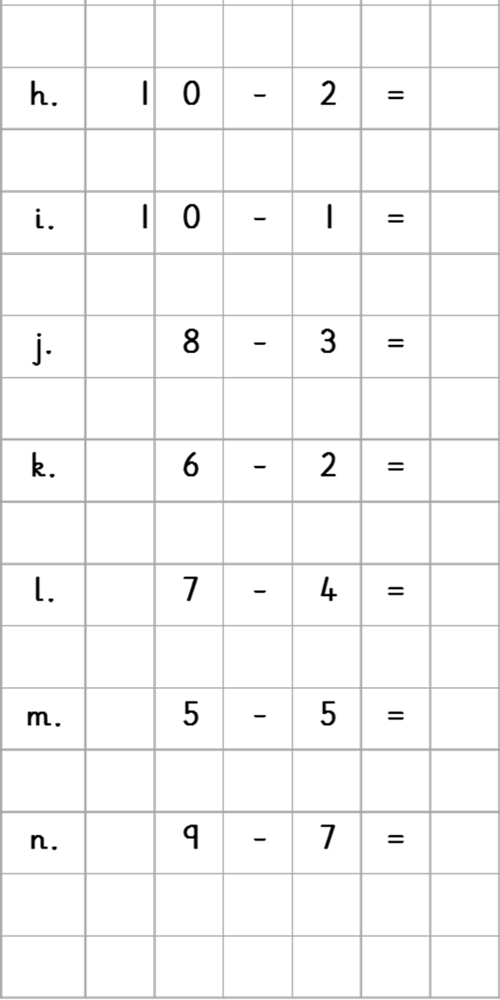 h. 10 - 2 =
i. 10 - 1 =
j. 8 - 3 =
k. 6 - 2 =
l. 7 - 4 =
m. 5 - 5 =
n. 9 - 7 =